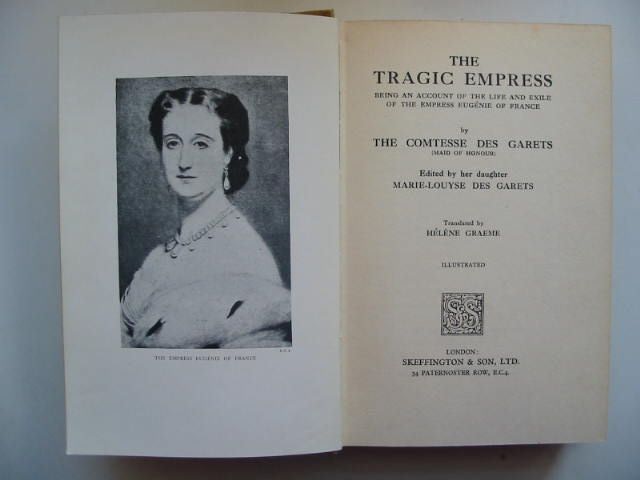 THE EMPRESS EUGÉNIE OF FRANCE
THE
TRAGIC EMPRESS
BEING AN ACCOUNT OF THE LIFE AND EXILE
OF THE EMPRESS EUGÉNIE OF FRANCE
by
THE COMTESSE DES GARETS
(MAID OF HONOUR)
Edited by her daughter
MARIE-LOUYSE DES GARETS
Translated by
HÉLÈNE GRAEME
ILLUSTRATED
LONDON:
SKEFFINGTON & SON, LTD.
34 PATERNOSTER ROW, E.C.4.